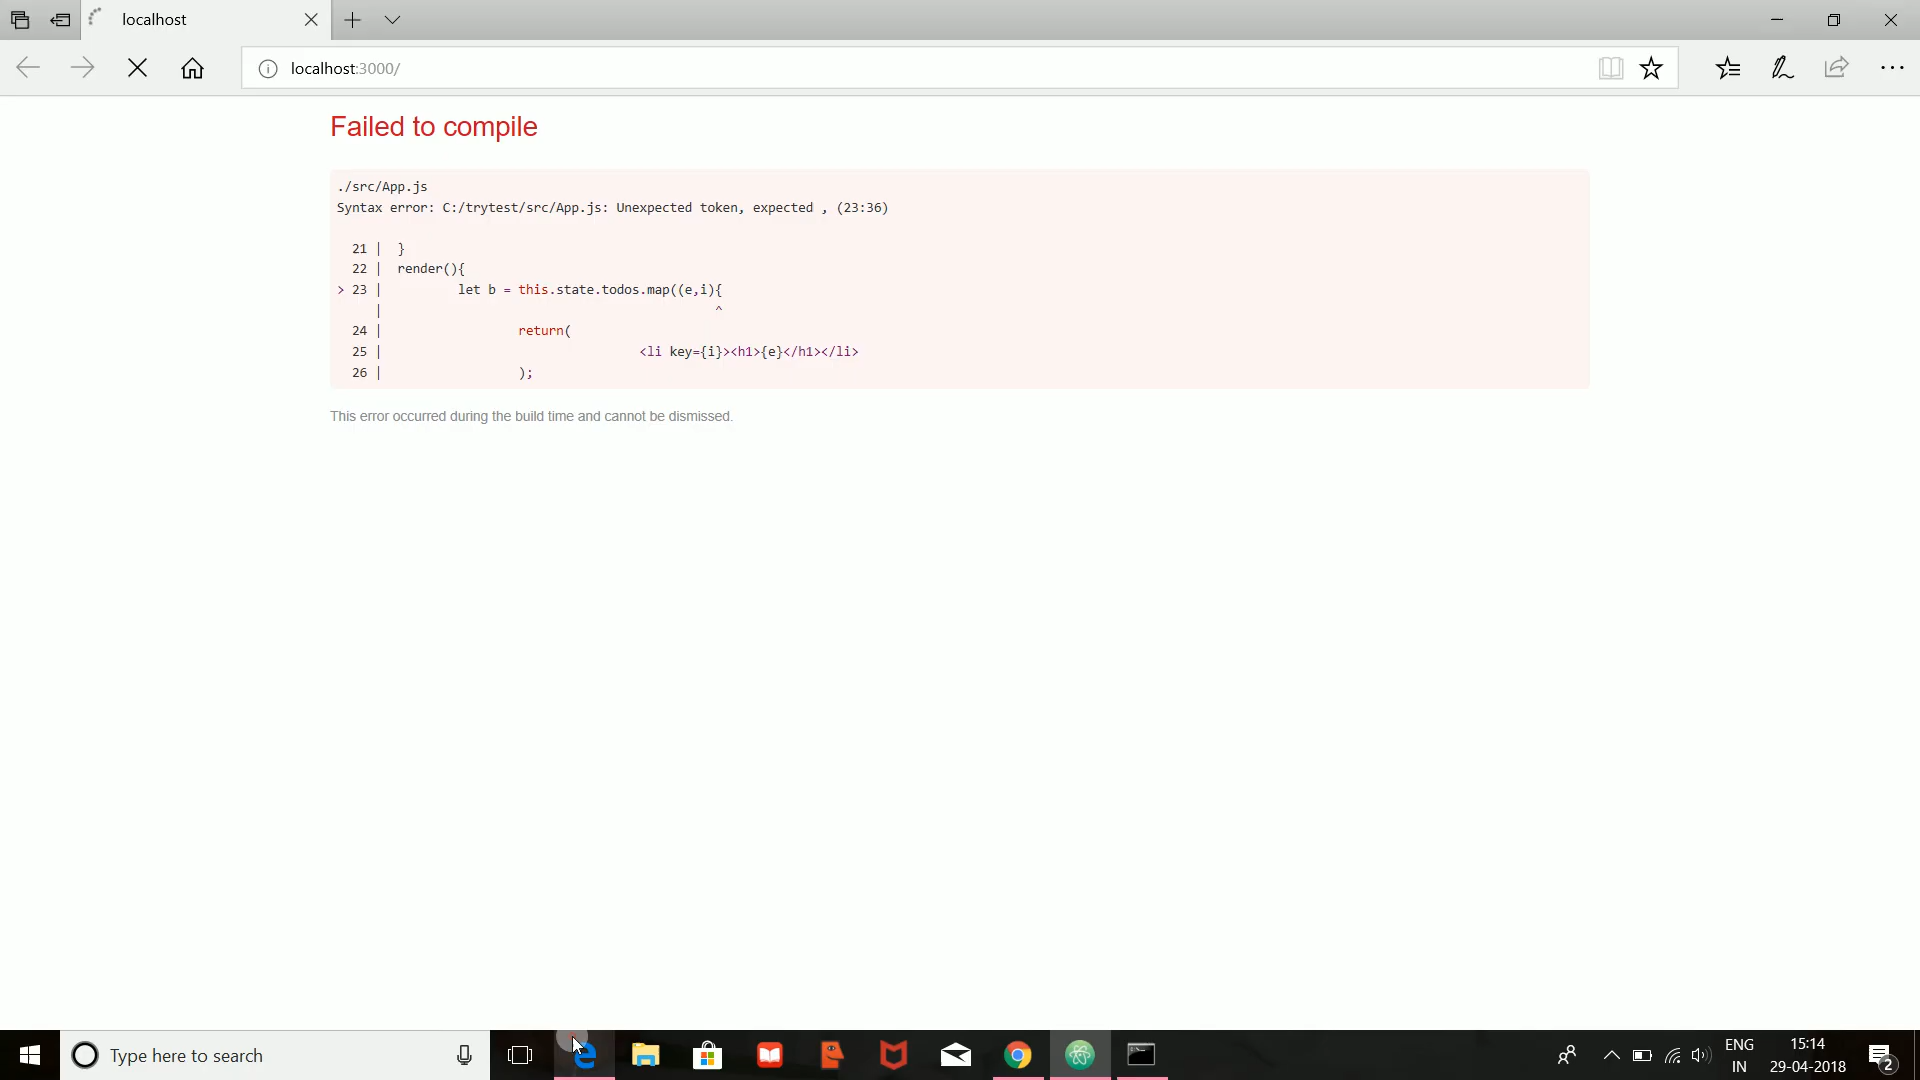 localhost
localhost:3000/
Failed to compile
./src/App.js
Syntax error: C:/trytest/src/App.js: Unexpected token, expected , (23:36)
21 | }
22 | render(){
> 23 | let b = this.state.todos.map((e,i){
| ^
24 | return(
25 | <li key={i}><h1>{e}</h1></li>
26 | );
This error occurred during the build time and cannot be dismissed.
Type here to search
ENG
IN
15:14
29-04-2018
2